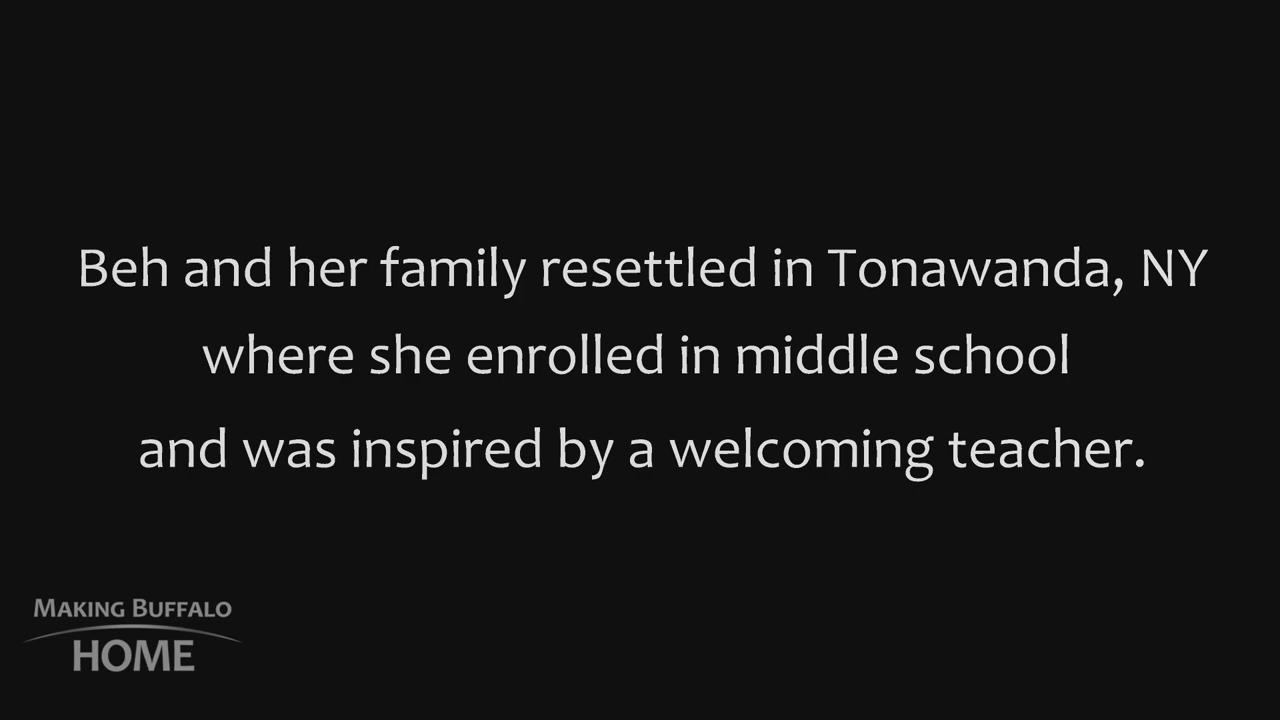 Beh and her family resettled in Tonawanda, NY
where she enrolled in middle school
and was inspired by a welcoming teacher.
MAKING BUFFALO
HOME